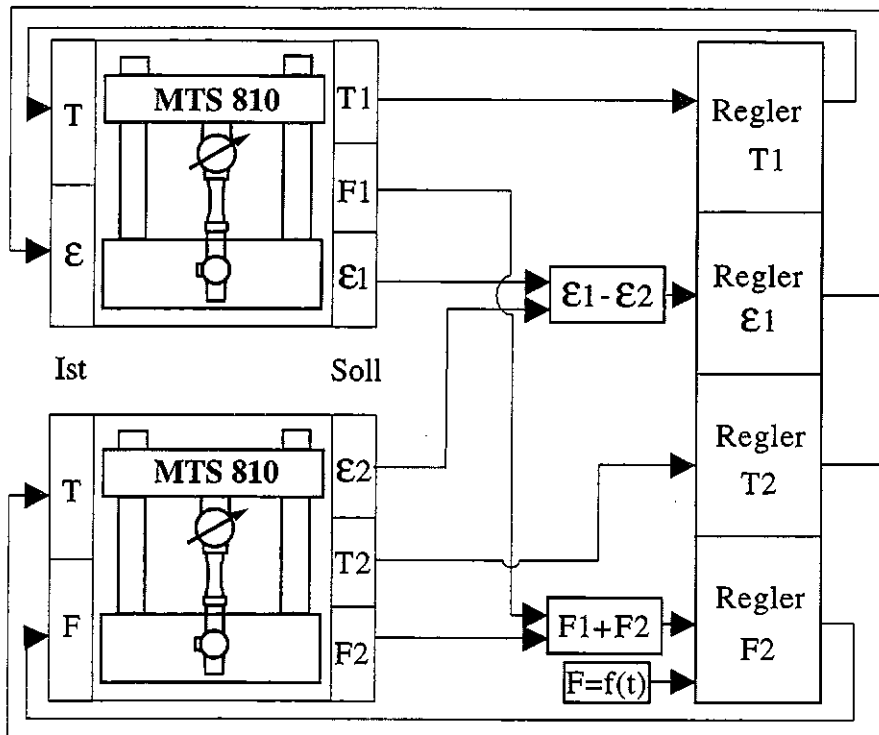 T
ε
MTS 810
T1
F1
ε1
Ist
Soll
T
F
MTS 810
ε2
T2
F2
ε1-ε2
F1+F2
F=f(t)
Regler
T1
Regler
ε1
Regler
T2
Regler
F2